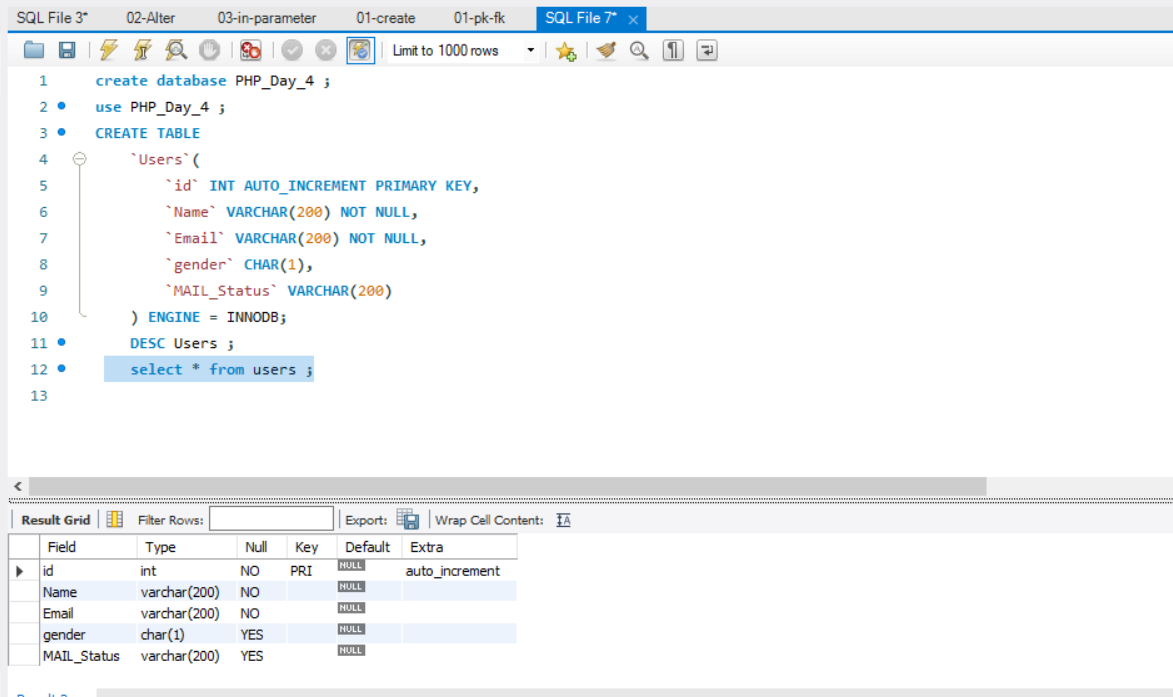 SQL File 3* 02-Alter 03-in-parameter 01-create 01-pk-fk SQL File 7* ×
Limit to 1000 rows
1 create database PHP_Day_4 ;
2 use PHP_Day_4 ;
3 CREATE TABLE
4 `Users`(
5 `id` INT AUTO_INCREMENT PRIMARY KEY,
6 `Name` VARCHAR(200) NOT NULL,
7 `Email` VARCHAR(200) NOT NULL,
8 `gender` CHAR(1),
9 `MAIL_Status` VARCHAR(200)
10 ) ENGINE = INNODB;
11 DESC Users ;
12 select * from users ;
13
Result Grid Filter Rows: Export: Wrap Cell Content: IA
Field Type Null Key Default Extra
id int NO PRI NULL auto_increment
Name varchar(200) NO NULL
Email varchar(200) NO NULL
gender char(1) YES NULL
MAIL_Status varchar(200) YES NULL